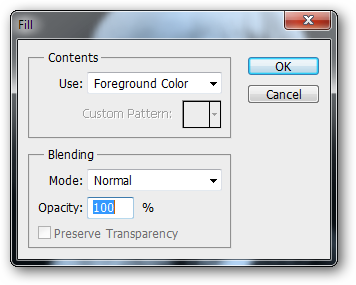 Fill
Contents
Use: Foreground Color
Custom Pattern:
OK
Cancel
Blending
Mode: Normal
Opacity: 100 %
Preserve Transparency